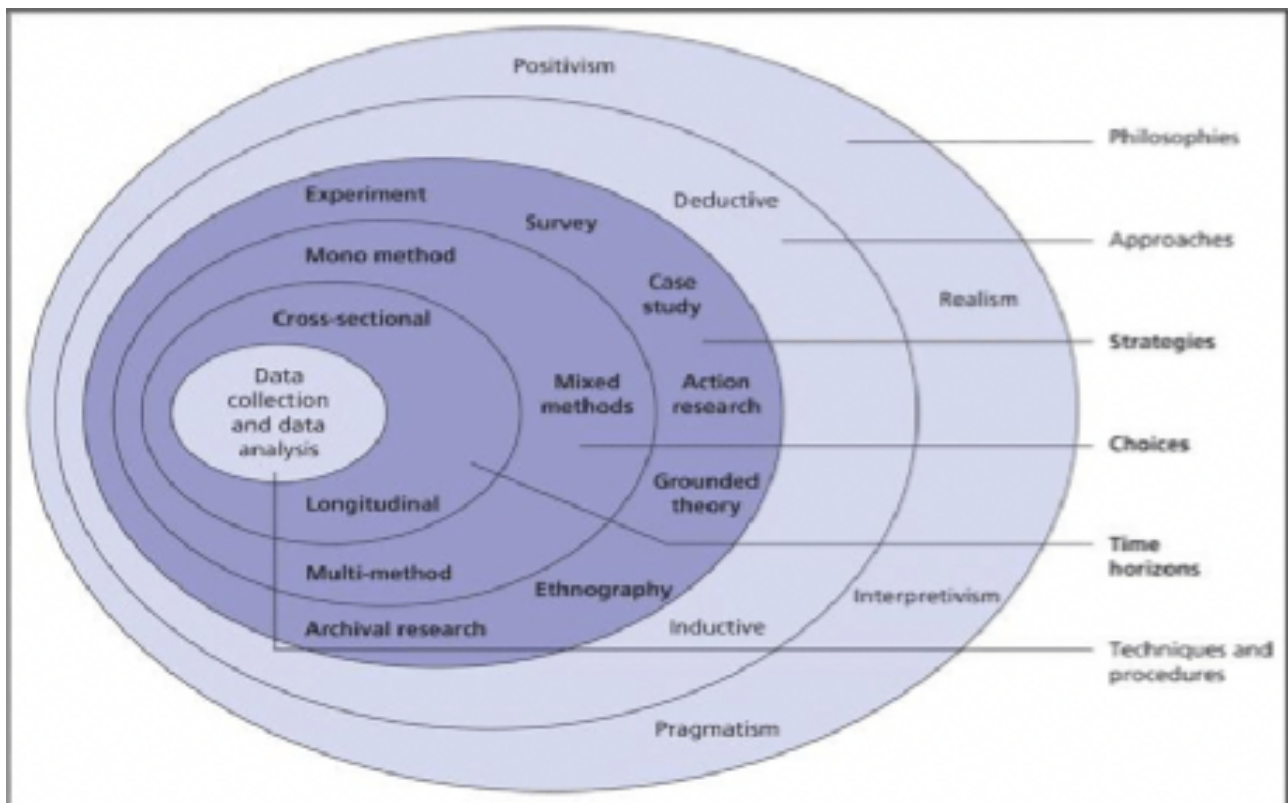 Positivism
Philosophies
Experiment
Deductive
Survey
Approaches
Mono method
Case
study
Realism
Cross-sectional
Strategies
Data
collection
and data
analysis
Mixed
methods
Action
research
Choices
Longitudinal
Grounded
theory
Time
horizons
Multi-method
Ethnography
Interpretivism
Archival research
Inductive
Techniques and
procedures
Pragmatism